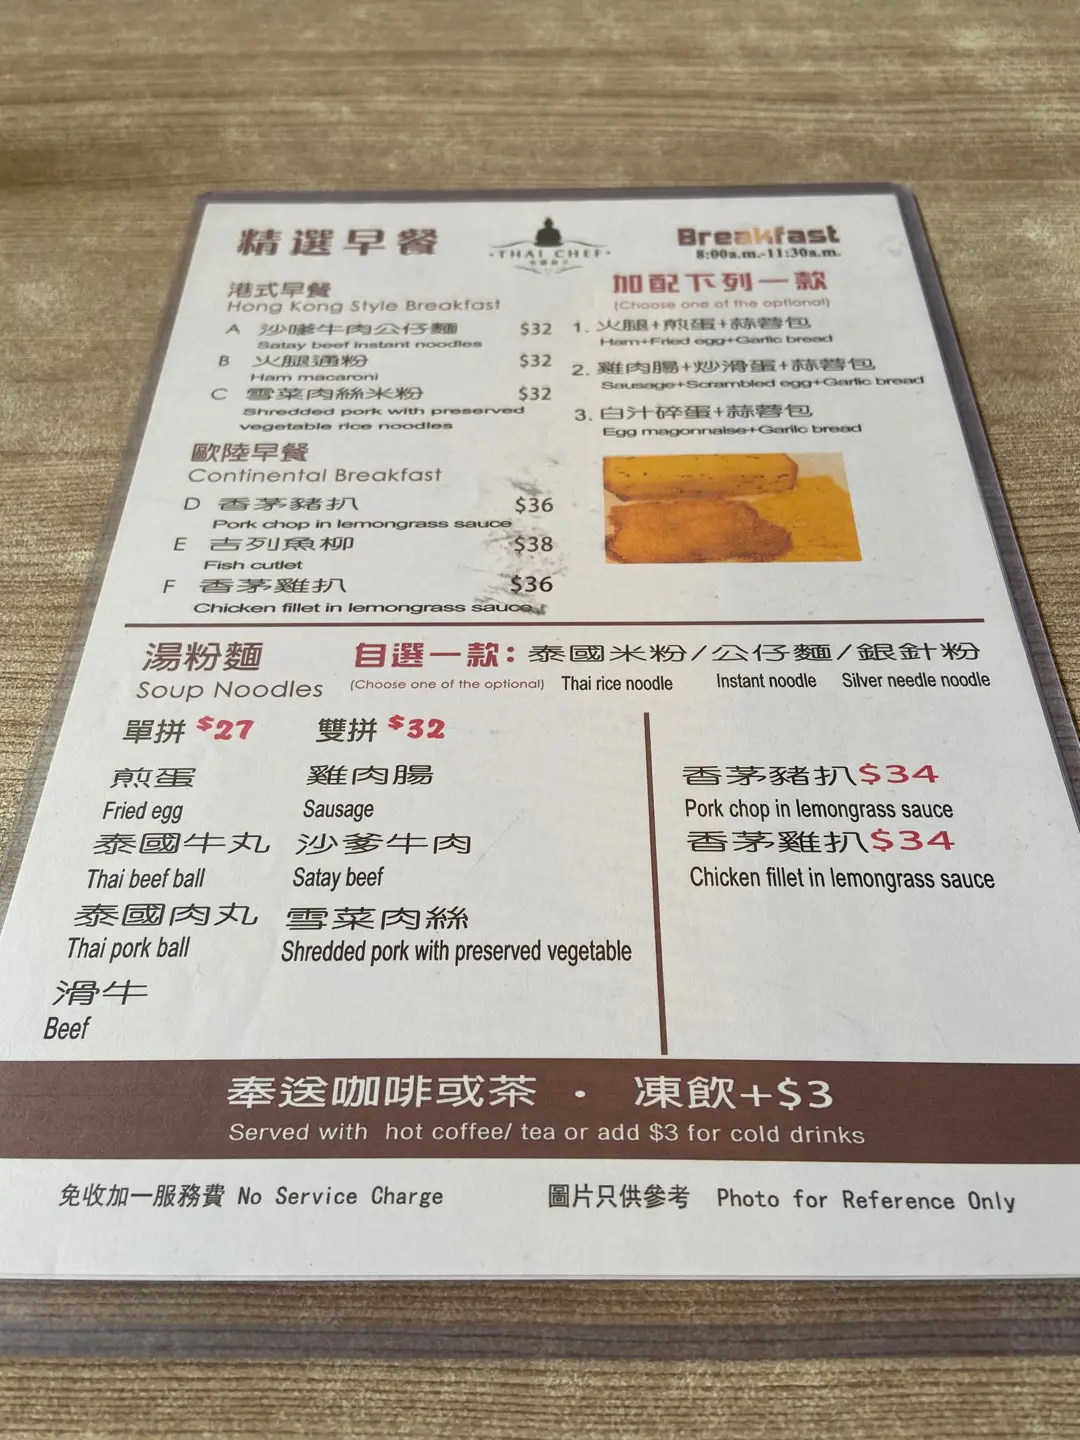 精選早餐
·THAI CHEF·
Breakfast
8:00a.m.-11:30a.m.
港式早餐
Hong Kong Style Breakfast
A 沙嗲牛肉公仔麵 $32
Satay beef instant noodles
B 火腿通粉 $32
Ham macaroni
C 雪菜肉絲米粉 $32
Shredded pork with preserved
vegetable rice noodles
歐陸早餐
Continental Breakfast
D 香茅豬扒 $36
Pork chop in lemongrass sauce
E 吉列魚柳 $38
Fish cutlet
F 香茅雞扒 $36
Chicken fillet in lemongrass sauce
加配下列一款
(Choose one of the optional)
1. 火腿+煎蛋+蒜蓉包
Ham+Fried egg+Garlic bread
2. 雞肉腸+炒滑蛋+蒜蓉包
Sausage+Scrambled egg+Garlic bread
3. 白汁碎蛋+蒜蓉包
Egg magonnaise+Garlic bread
湯粉麵
Soup Noodles
自選一款：泰國米粉/公仔麵/銀針粉
(Choose one of the optional) Thai rice noodle Instant noodle Silver needle noodle
單拼 $27 雙拼 $32
煎蛋 雞肉腸
Fried egg Sausage
泰國牛丸 沙爹牛肉
Thai beef ball Satay beef
泰國肉丸 雪菜肉絲
Thai pork ball Shredded pork with preserved vegetable
滑牛
Beef
香茅豬扒$34
Pork chop in lemongrass sauce
香茅雞扒$34
Chicken fillet in lemongrass sauce
奉送咖啡或茶 · 凍飲+$3
Served with hot coffee/ tea or add $3 for cold drinks
免收加一服務費 No Service Charge
圖片只供參考 Photo for Reference Only